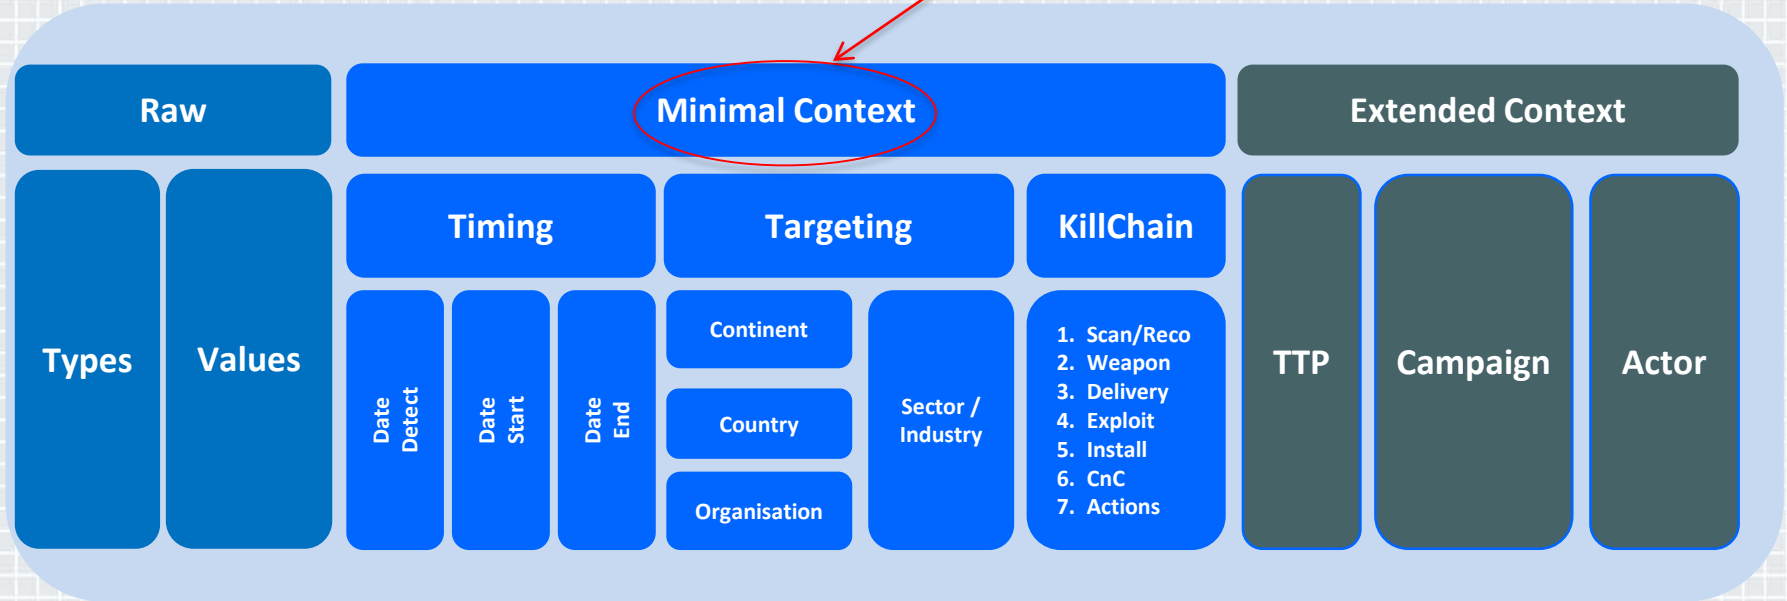 Raw
Minimal Context
Extended Context
Types
Values
Timing
Targeting
KillChain
Date
Detect
Date
Start
Date
End
Continent
Country
Organisation
Sector /
Industry
1. Scan/Reco
2. Weapon
3. Delivery
4. Exploit
5. Install
6. CnC
7. Actions
TTP
Campaign
Actor